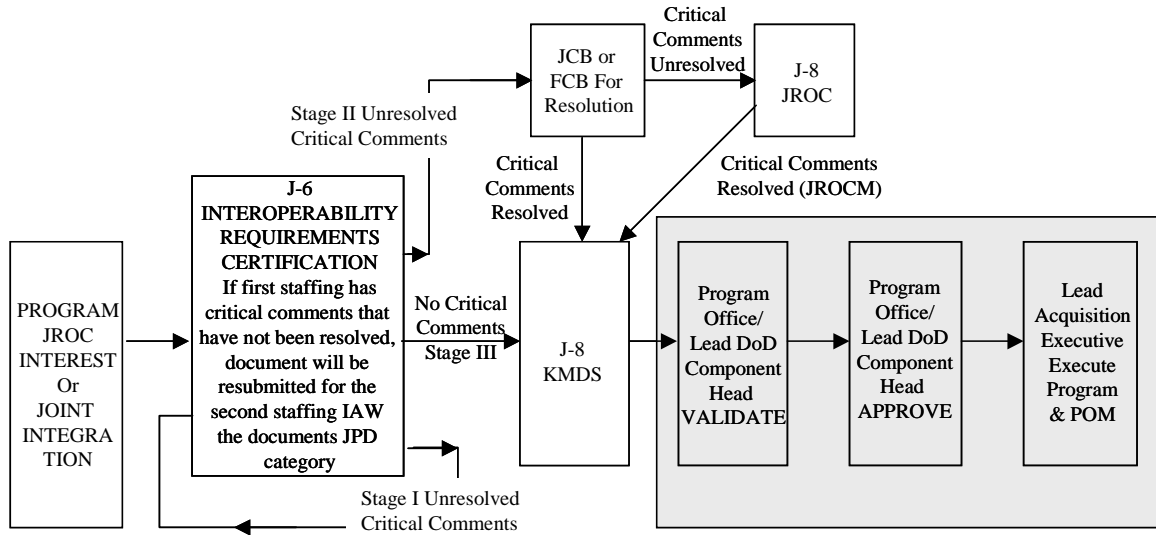 PROGRAM
JROC
INTEREST
Or
JOINT
INTEGRA
TION
J-6
INTEROPERABILITY
REQUIREMENTS
CERTIFICATION
If first staffing has
critical comments that
have not been resolved,
document will be
resubmitted for the
second staffing IAW
the documents JPD
category
Stage I Unresolved
Critical Comments
Stage II Unresolved
Critical Comments
JCB or
FCB For
Resolution
Critical
Comments
Unresolved
J-8
JROC
Critical
Comments
Resolved
Critical Comments
Resolved (JROCM)
No Critical
Comments
Stage III
J-8
KMDS
Program
Office/
Lead DoD
Component
Head
VALIDATE
Program
Office/
Lead DoD
Component
Head
APPROVE
Lead
Acquisition
Executive
Execute
Program
& POM